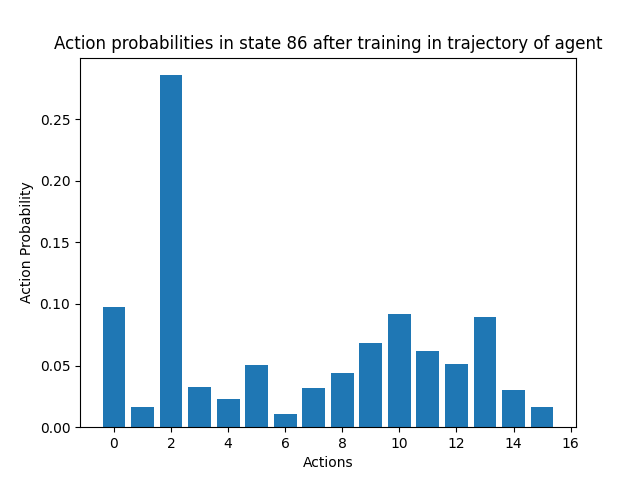 Action probabilities in state 86 after training in trajectory of agent
Action Probability
0.25
0.20
0.15
0.10
0.05
0.00
0 2 4 6 8 10 12 14 16
Actions